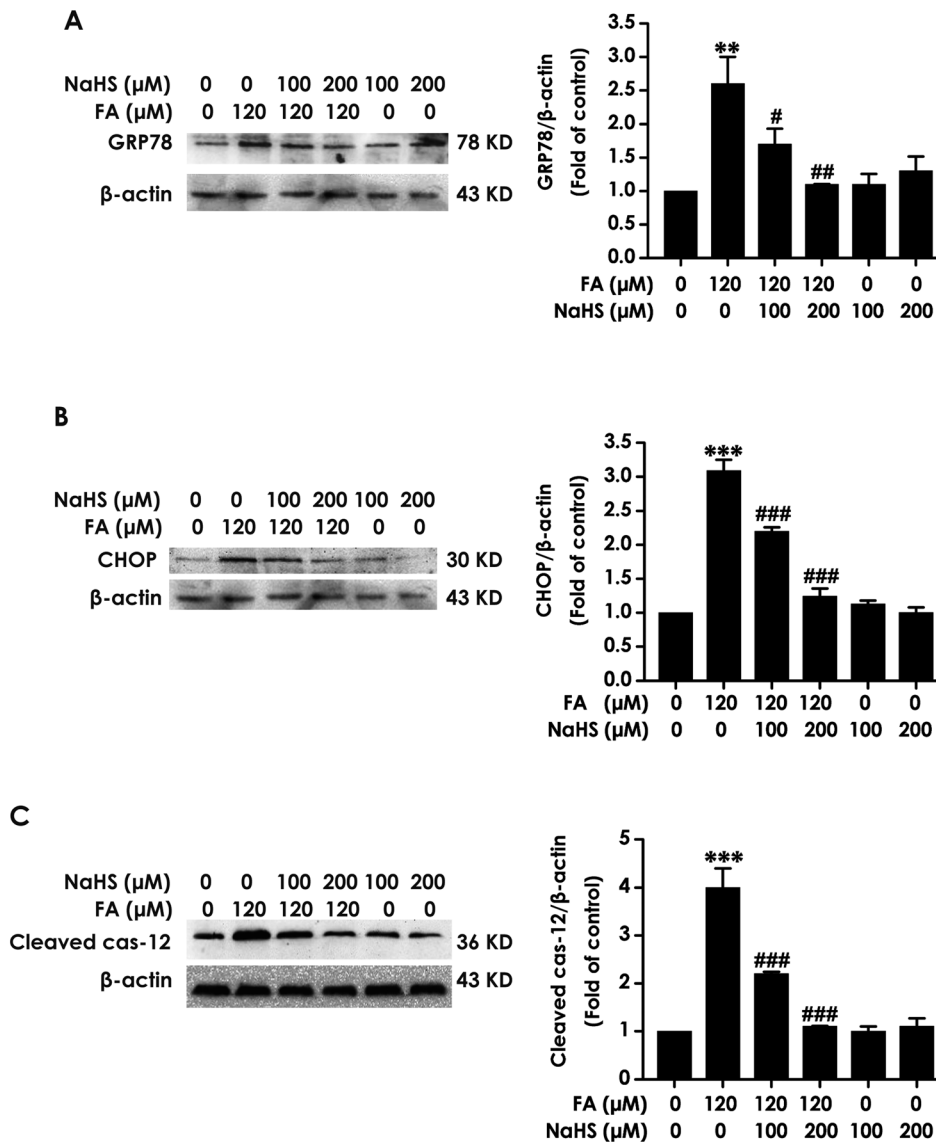 A
NaHS (μM) 0 0 100 200 100 200
FA (μM) 0 120 120 120 0 0
GRP78 78 KD
β-actin 43 KD
GRP78/β-actin
(Fold of control)
3.5
3.0
2.5
2.0
1.5
1.0
0.5
0.0
** # ##
FA (μM) 0 120 120 120 0 0
NaHS (μM) 0 0 100 200 100 200
B
NaHS (μM) 0 0 100 200 100 200
FA (μM) 0 120 120 120 0 0
CHOP 30 KD
β-actin 43 KD
CHOP/β-actin
(Fold of control)
3.5
3.0
2.5
2.0
1.5
1.0
0.5
0.0
*** ### ###
FA (μM) 0 120 120 120 0 0
NaHS (μM) 0 0 100 200 100 200
C
NaHS (μM) 0 0 100 200 100 200
FA (μM) 0 120 120 120 0 0
Cleaved cas-12 36 KD
β-actin 43 KD
Cleaved cas-12/β-actin
(Fold of control)
5
4
3
2
1
0
*** ### ###
FA (μM) 0 120 120 120 0 0
NaHS (μM) 0 0 100 200 100 200